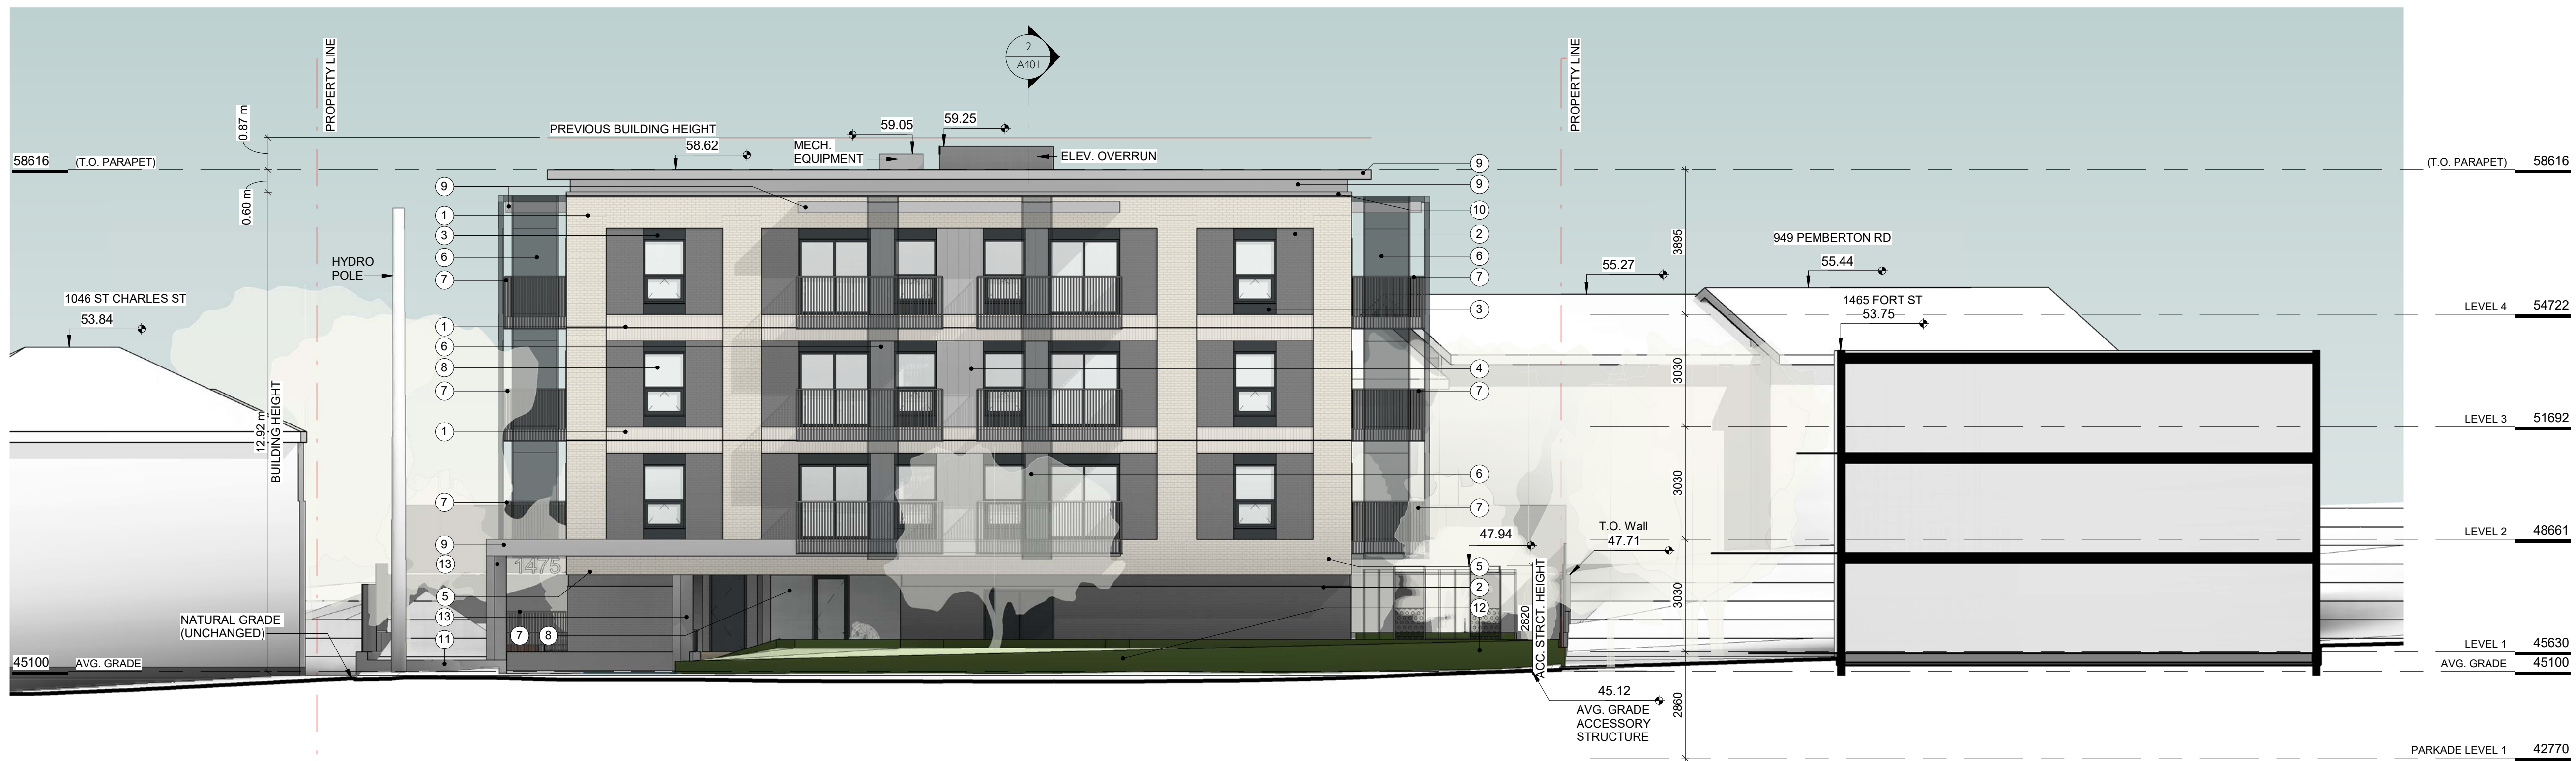 2
A401
PROPERTY LINE
PROPERTY LINE
0.87 m
PREVIOUS BUILDING HEIGHT
59.05
59.25
58.62
MECH.
EQUIPMENT
ELEV. OVERRUN
58616 (T.O. PARAPET)
(T.O. PARAPET) 58616
0.60 m
9
9
9
10
1
3
2
6
6
7
7
3
HYDRO
POLE
3895
949 PEMBERTON RD
55.27
55.44
1046 ST CHARLES ST
53.84
1465 FORT ST
53.75
LEVEL 4 54722
1
6
8
4
7
7
3030
12.92 m
BUILDING HEIGHT
1
LEVEL 3 51692
6
7
7
3030
T.O. Wall
47.71
47.94
LEVEL 2 48661
9
13
1475
5
5
2
12
13
11
7
8
NATURAL GRADE
(UNCHANGED)
2820
ACC. STRCT. HEIGHT
3030
LEVEL 1 45630
45100 AVG. GRADE
AVG. GRADE 45100
45.12
AVG. GRADE
ACCESSORY
STRUCTURE
2860
PARKADE LEVEL 1 42770